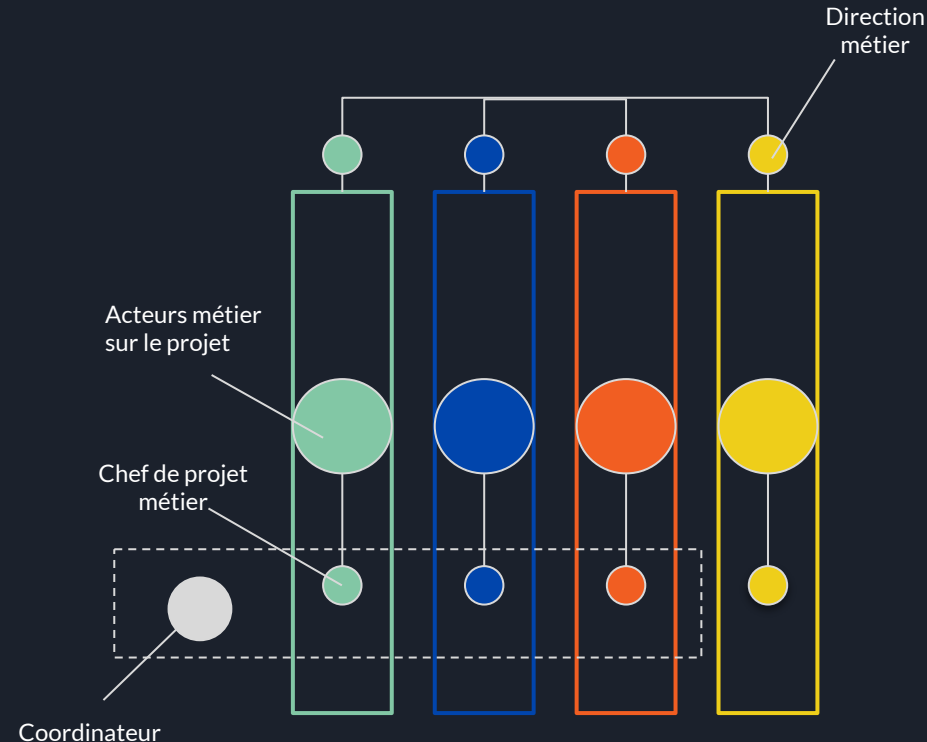 Direction
métier
Acteurs métier
sur le projet
Chef de projet
métier
Coordinateur